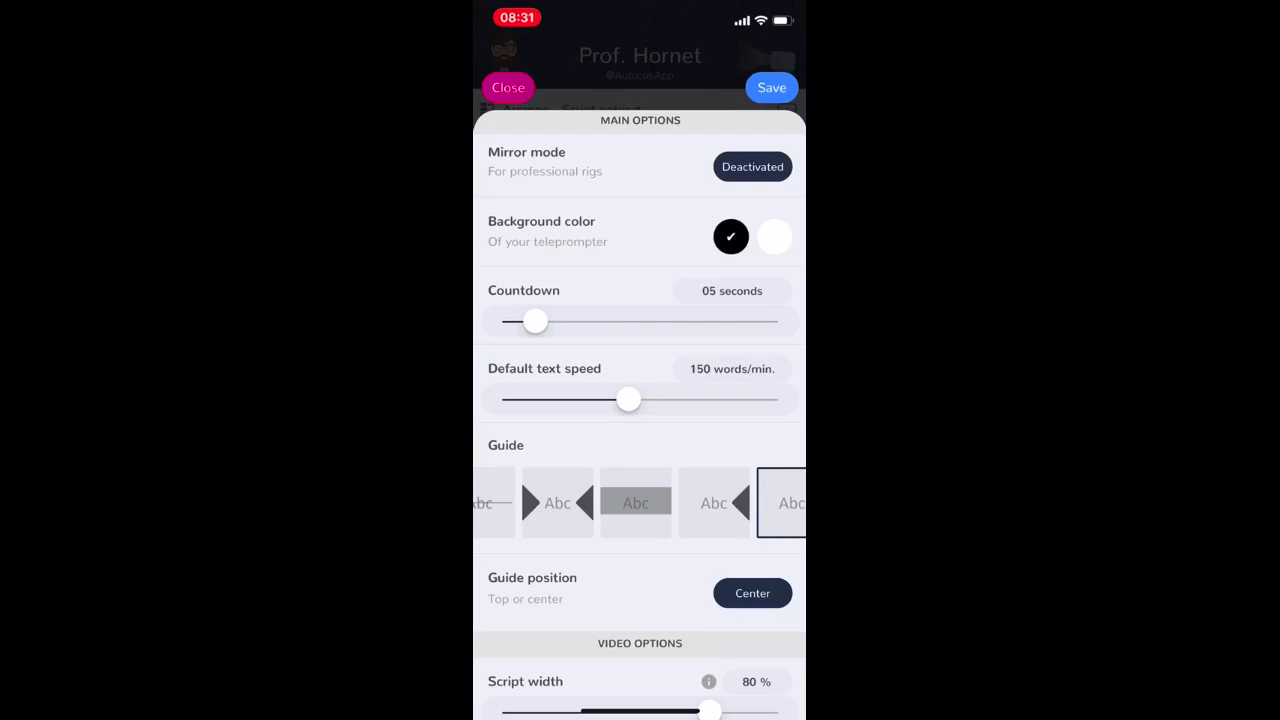 08:31
Prof. Hornet
@AutocueApp
Close
Save
MAIN OPTIONS
Mirror mode
For professional rigs
Deactivated
Background color
Of your teleprompter
✓
Countdown
05 seconds
Default text speed
150 words/min.
Guide
Abc
Abc
Abc
Abc
Abc
Guide position
Top or center
Center
VIDEO OPTIONS
Script width
i
80 %